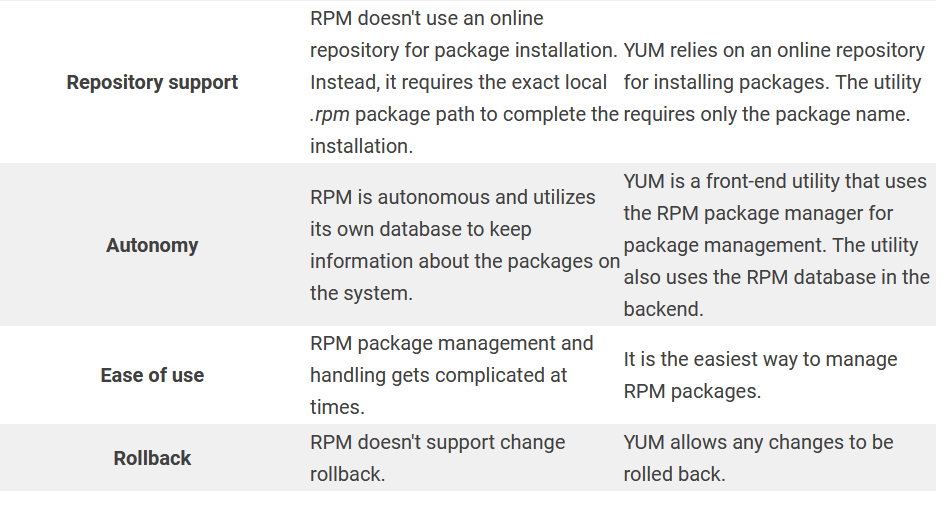 Repository support
RPM doesn't use an online
repository for package installation.
Instead, it requires the exact local
.rpm package path to complete the
installation.
YUM relies on an online repository
for installing packages. The utility
requires only the package name.
Autonomy
RPM is autonomous and utilizes
its own database to keep
information about the packages on
the system.
YUM is a front-end utility that uses
the RPM package manager for
package management. The utility
also uses the RPM database in the
backend.
Ease of use
RPM package management and
handling gets complicated at
times.
It is the easiest way to manage
RPM packages.
Rollback
RPM doesn't support change
rollback.
YUM allows any changes to be
rolled back.